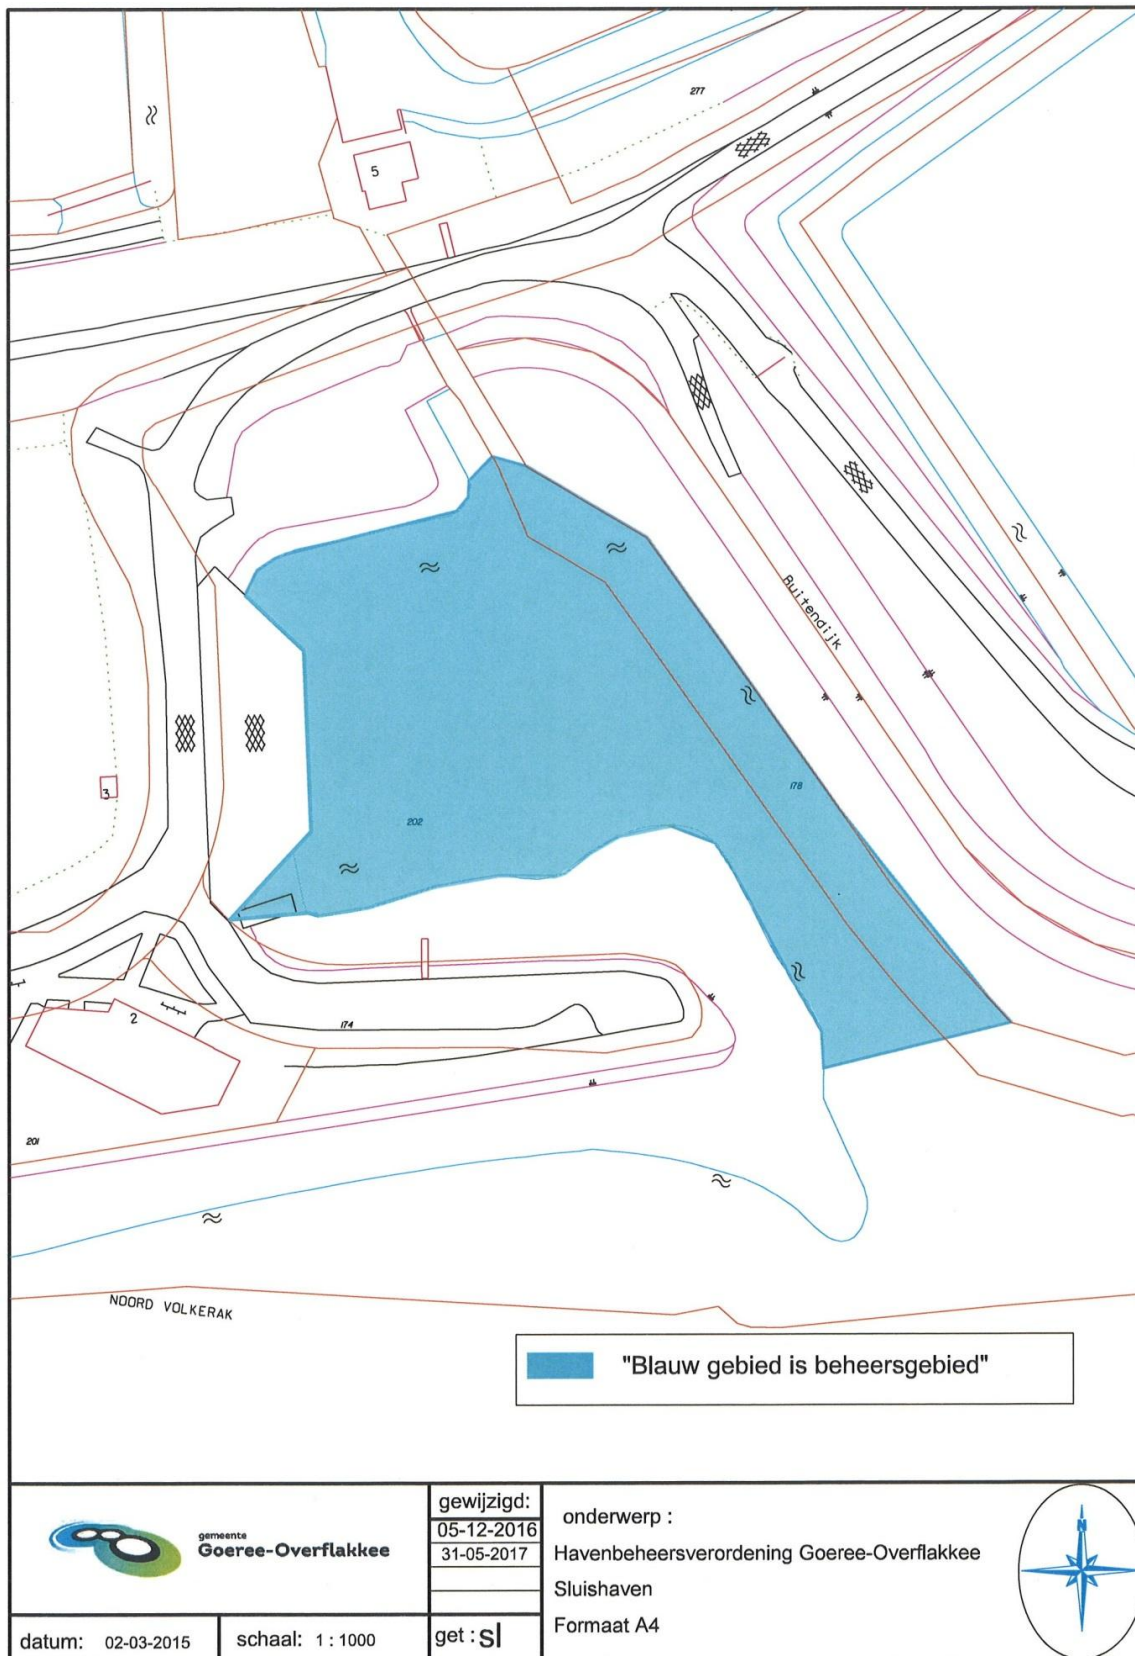 277
5
Buitendijk
3
178
202
2
174
201
NOORD VOLKERAK
"Blauw gebied is beheersgebied"
gemeente
Goeree-Overflakkee
gewijzigd:
05-12-2016
31-05-2017
onderwerp :
Havenbeheersverordening Goeree-Overflakkee
Sluishaven
Formaat A4
N
datum: 02-03-2015
schaal: 1 : 1000
get : sl